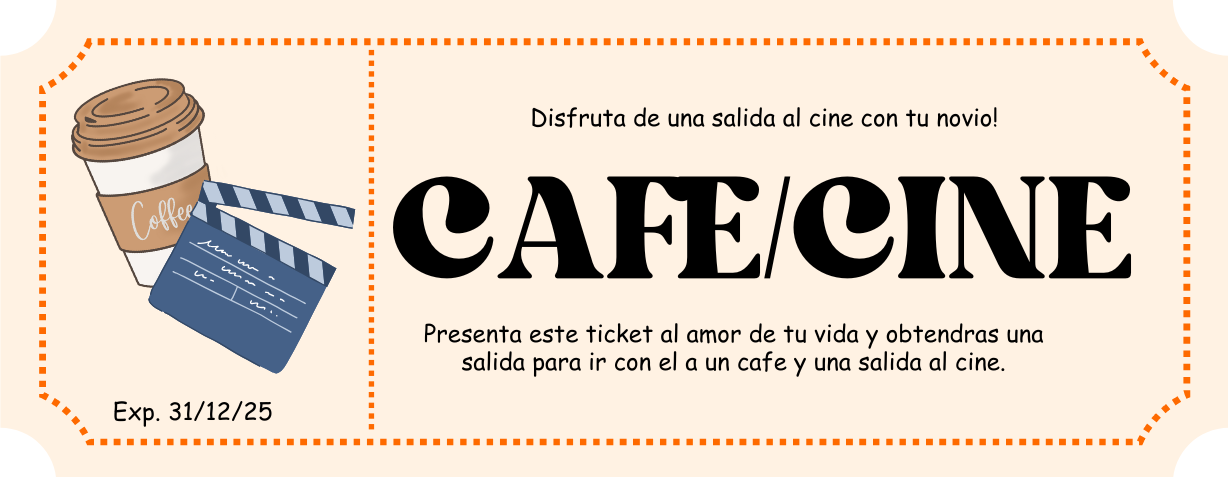 Coffee
Exp. 31/12/25
Disfruta de una salida al cine con tu novio!
CAFE/CINE
Presenta este ticket al amor de tu vida y obtendras una
salida para ir con el a un cafe y una salida al cine.